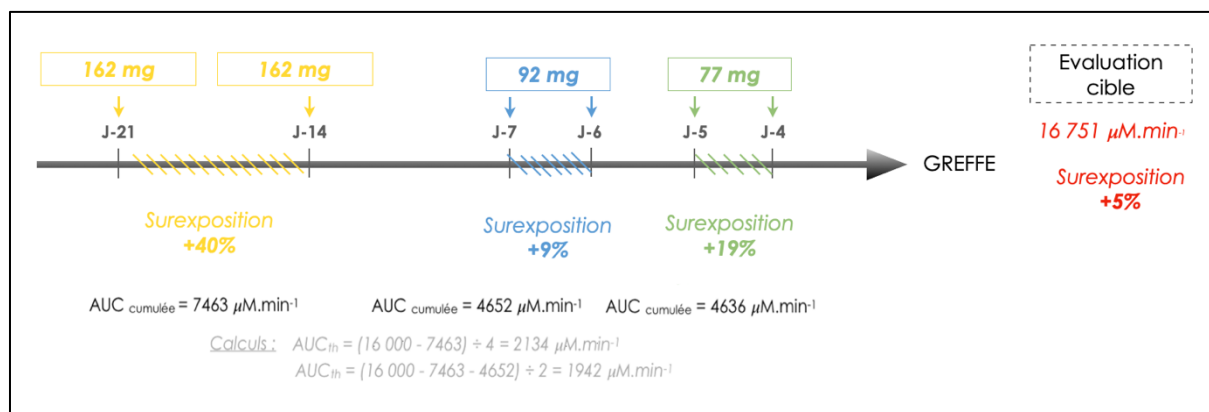 162 mg 162 mg 92 mg 77 mg Evaluation cible
J-21 J-14 J-7 J-6 J-5 J-4
16 751 µM.min-1
GREFFE
Surexposition +5%
Surexposition +40%
Surexposition +9%
Surexposition +19%
AUC cumulée = 7463 µM.min-1 AUC cumulée = 4652 µM.min-1 AUC cumulée = 4636 µM.min-1
Calculs : AUCth = (16 000 - 7463) ÷ 4 = 2134 µM.min-1
AUCth = (16 000 - 7463 - 4652) ÷ 2 = 1942 µM.min-1